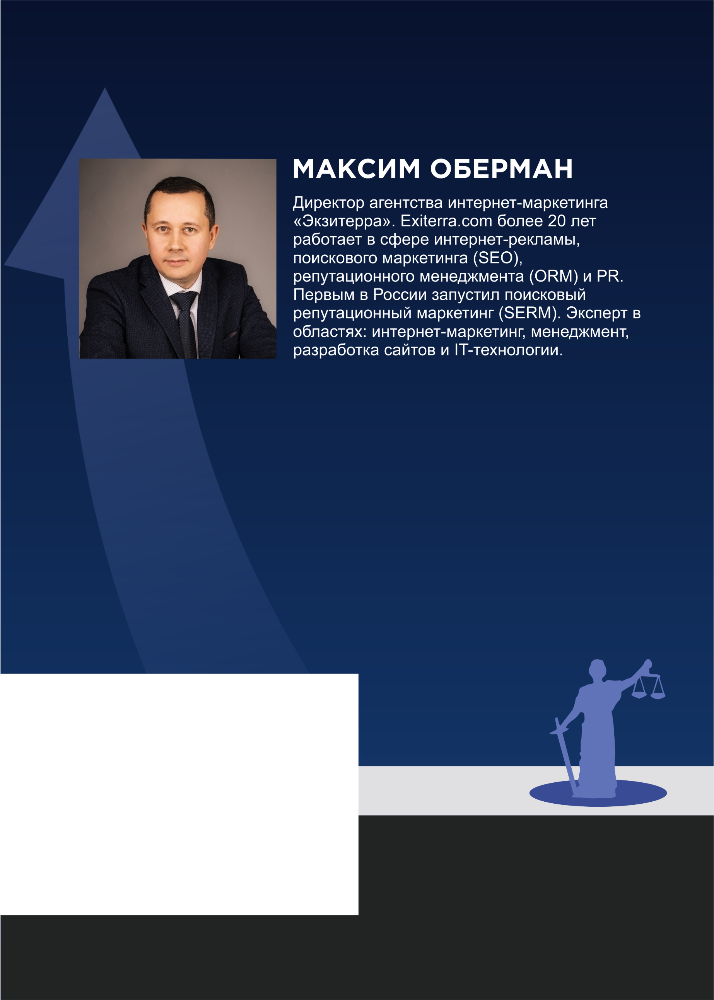 МАКСИМ ОБЕРМАН
Директор агентства интернет-маркетинга
«Экзитерра». Exiterra.com более 20 лет
работает в сфере интернет-рекламы,
поискового маркетинга (SEO),
репутационного менеджмента (ORM) и PR.
Первым в России запустил поисковый
репутационный маркетинг (SERM). Эксперт в
областях: интернет-маркетинг, менеджмент,
разработка сайтов и IT-технологии.